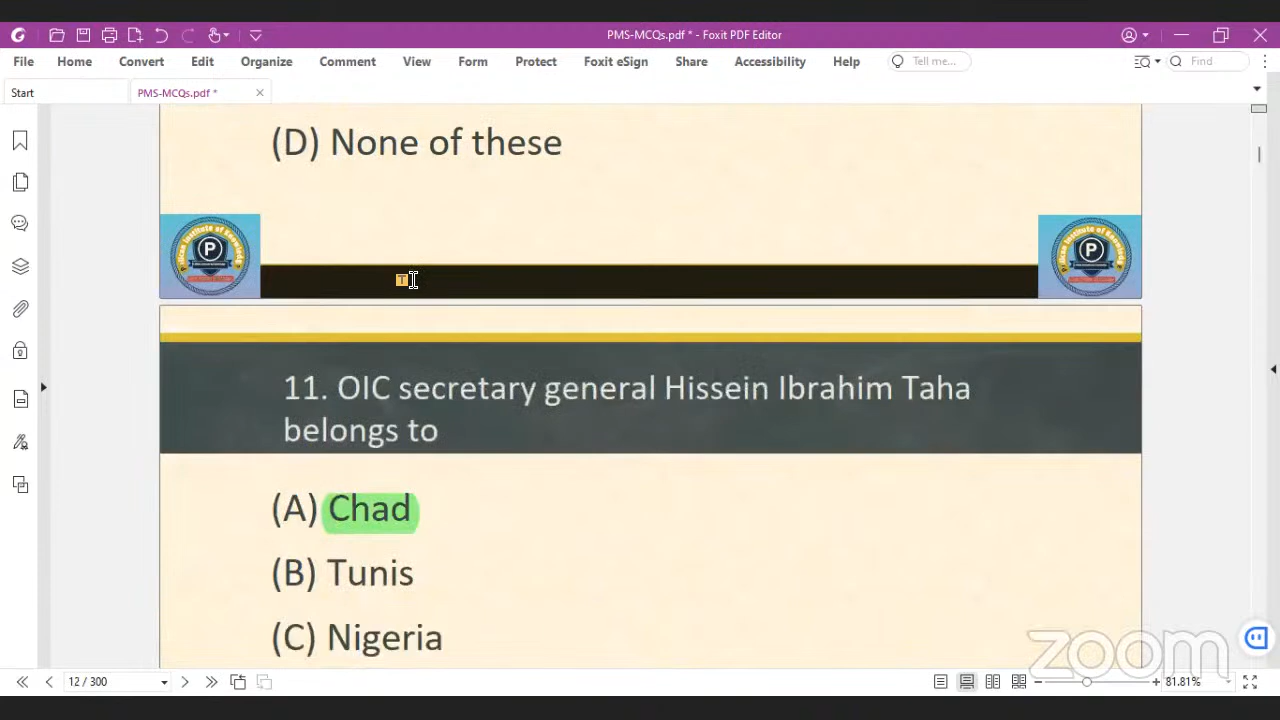 PMS-MCQs.pdf * - Foxit PDF Editor
File Home Convert Edit Organize Comment View Form Protect Foxit eSign Share Accessibility Help Tell me... Find
Start PMS-MCQs.pdf *
(D) None of these
P P
T
11. OIC secretary general Hissein Ibrahim Taha
belongs to
(A) Chad
(B) Tunis
(C) Nigeria
zoom
12 / 300 81.81%